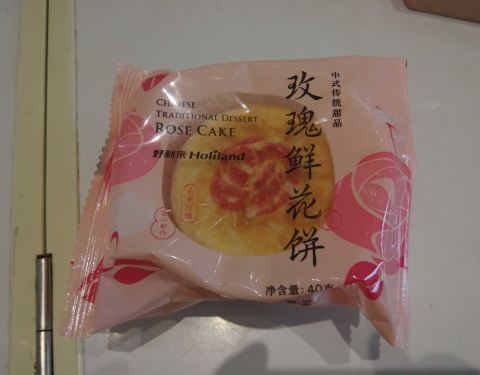 中式传统甜品
玫瑰鲜花饼
CHINESE
TRADITIONAL DESSERT
ROSE CAKE
好利来 Holiland
净含量: 40克